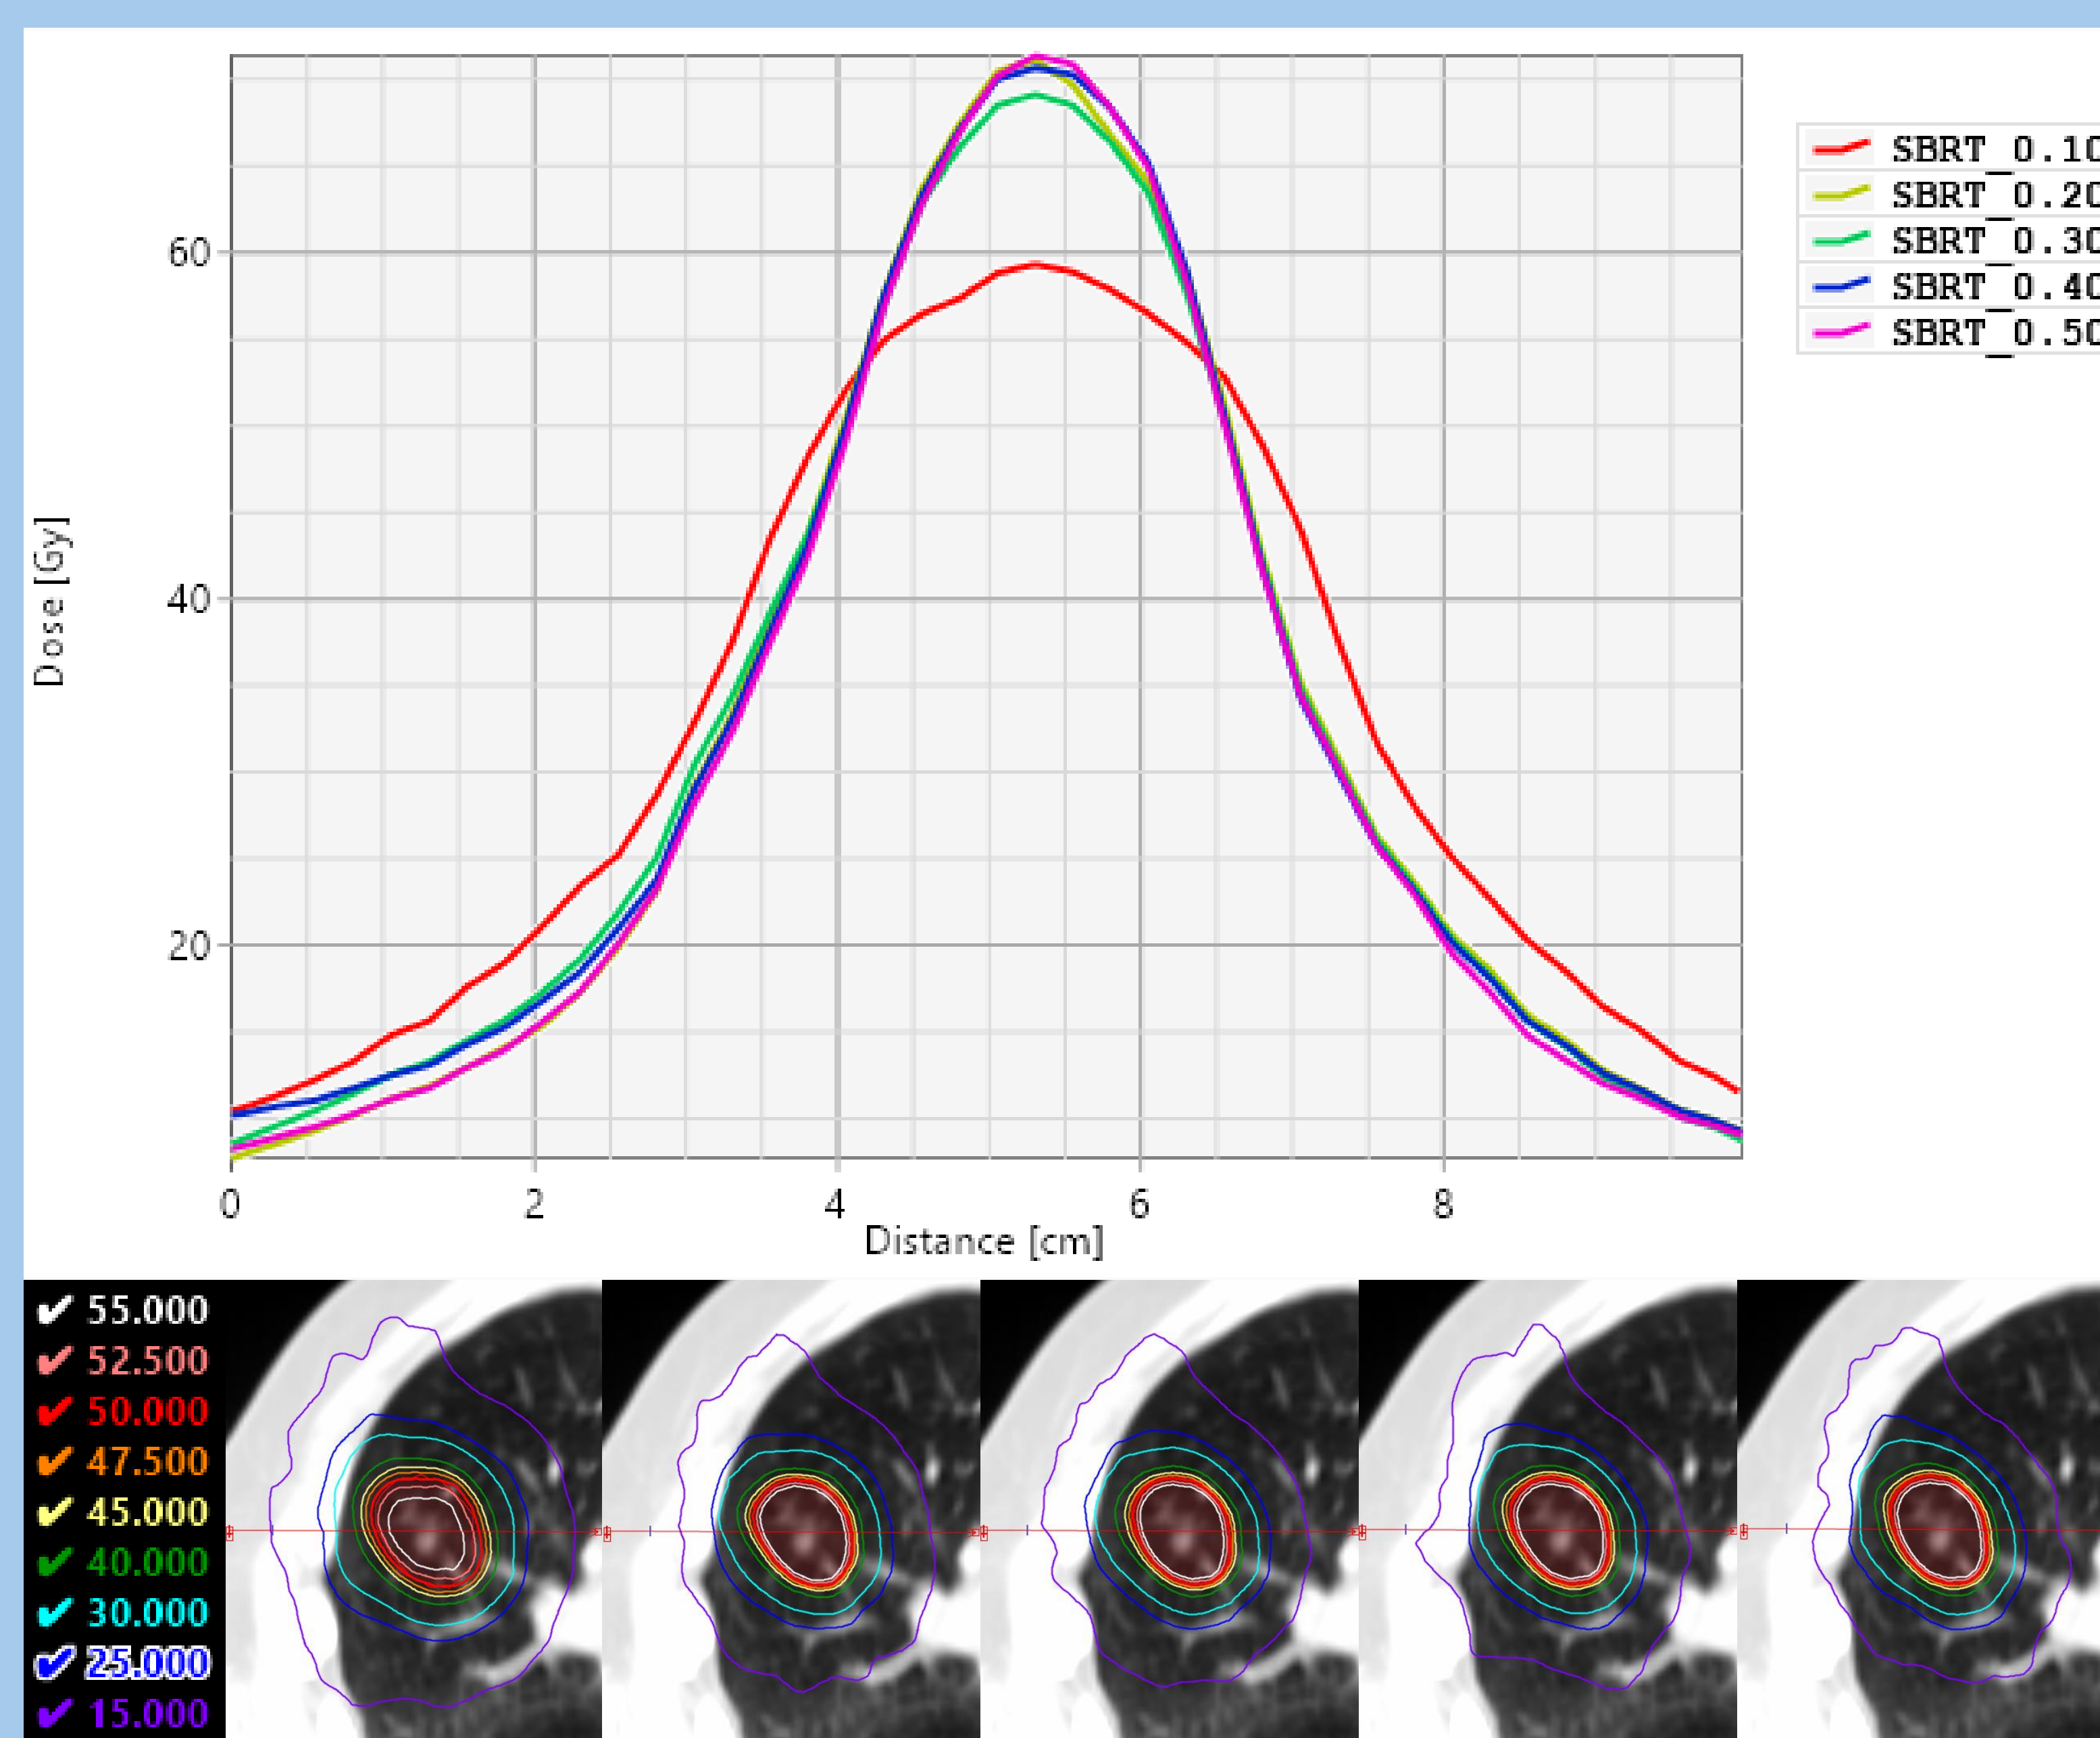 60
40
20
Dose [Gy]
0 2 4 6 8
Distance [cm]
SBRT_0.10
SBRT_0.20
SBRT_0.30
SBRT_0.40
SBRT_0.50
✔ 55.000
✔ 52.500
✔ 50.000
✔ 47.500
✔ 45.000
✔ 40.000
✔ 30.000
✔ 25.000
✔ 15.000